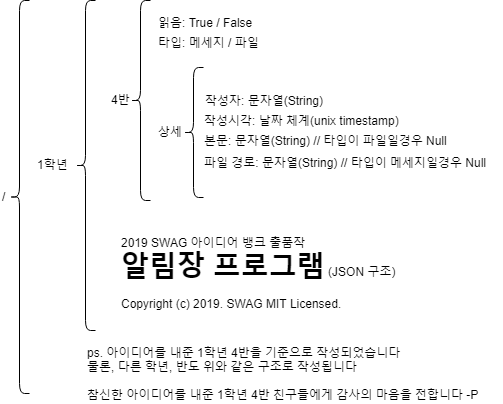 읽음: True / False
타입: 메세지 / 파일
4반
상세
작성자: 문자열(String)
작성시각: 날짜 체계(unix timestamp)
본문: 문자열(String) // 타입이 파일일경우 Null
파일 경로: 문자열(String) // 타입이 메세지일경우 Null
1학년
/
2019 SWAG 아이디어 뱅크 출품작
알림장 프로그램 (JSON 구조)
Copyright (c) 2019. SWAG MIT Licensed.
ps. 아이디어를 내준 1학년 4반을 기준으로 작성되었습니다
물론, 다른 학년, 반도 위와 같은 구조로 작성됩니다
참신한 아이디어를 내준 1학년 4반 친구들에게 감사의 마음을 전합니다 -P